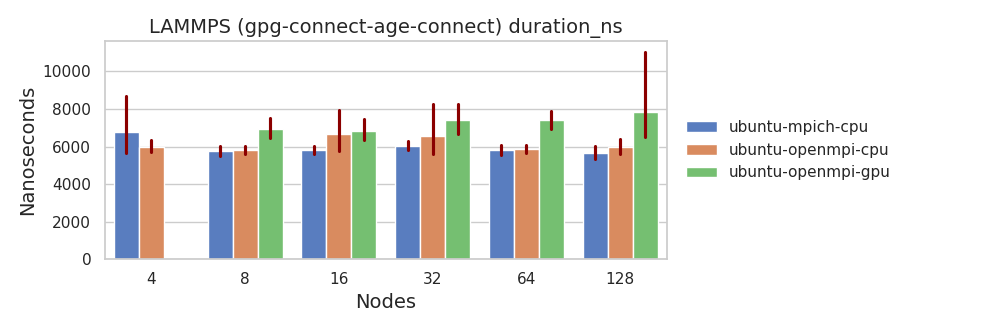 LAMMPS (gpg-connect-age-connect) duration_ns
Nanoseconds
10000
8000
6000
4000
2000
0
4 8 16 32 64 128
Nodes
ubuntu-mpich-cpu
ubuntu-openmpi-cpu
ubuntu-openmpi-gpu